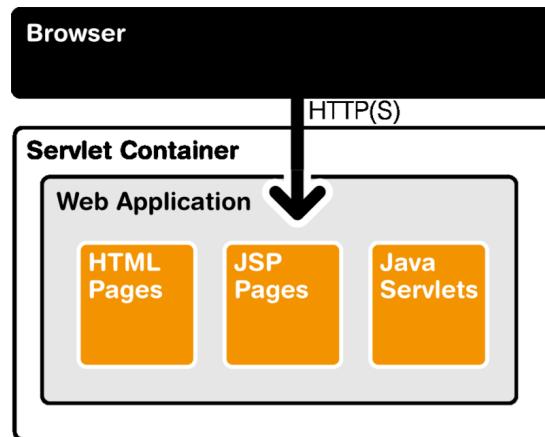 Browser
HTTP(S)
Servlet Container
Web Application
HTML
Pages
JSP
Pages
Java
Servlets